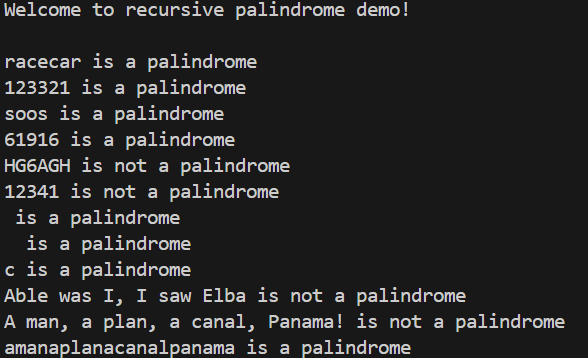 Welcome to recursive palindrome demo!

racecar is a palindrome
123321 is a palindrome
soos is a palindrome
61916 is a palindrome
HG6AGH is not a palindrome
12341 is not a palindrome
 is a palindrome
  is a palindrome
c is a palindrome
Able was I, I saw Elba is not a palindrome
A man, a plan, a canal, Panama! is not a palindrome
amanaplanacanalpanama is a palindrome